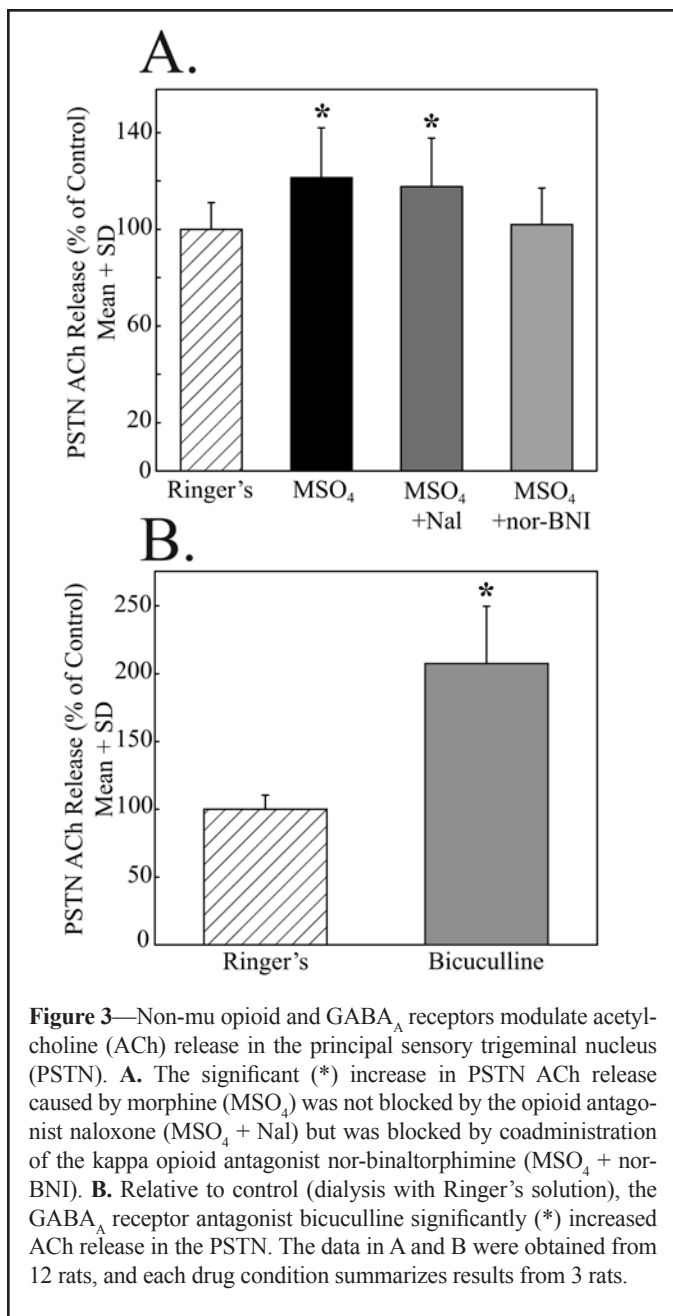 A.
PSTN ACh Release (% of Control)
Mean + SD
140
100
60
20
0
*
*
Ringer's
MSO₄
MSO₄
+Nal
MSO₄
+nor-BNI
B.
PSTN ACh Release (% of Control)
Mean + SD
250
200
150
100
50
0
*
Ringer's
Bicuculline
Figure 3—Non-mu opioid and GABA_A receptors modulate acetyl-
choline (ACh) release in the principal sensory trigeminal nucleus
(PSTN). A. The significant (*) increase in PSTN ACh release
caused by morphine (MSO₄) was not blocked by the opioid antago-
nist naloxone (MSO₄ + Nal) but was blocked by coadministration
of the kappa opioid antagonist nor-binaltorphimine (MSO₄ + nor-
BNI). B. Relative to control (dialysis with Ringer's solution), the
GABA_A receptor antagonist bicuculline significantly (*) increased
ACh release in the PSTN. The data in A and B were obtained from
12 rats, and each drug condition summarizes results from 3 rats.